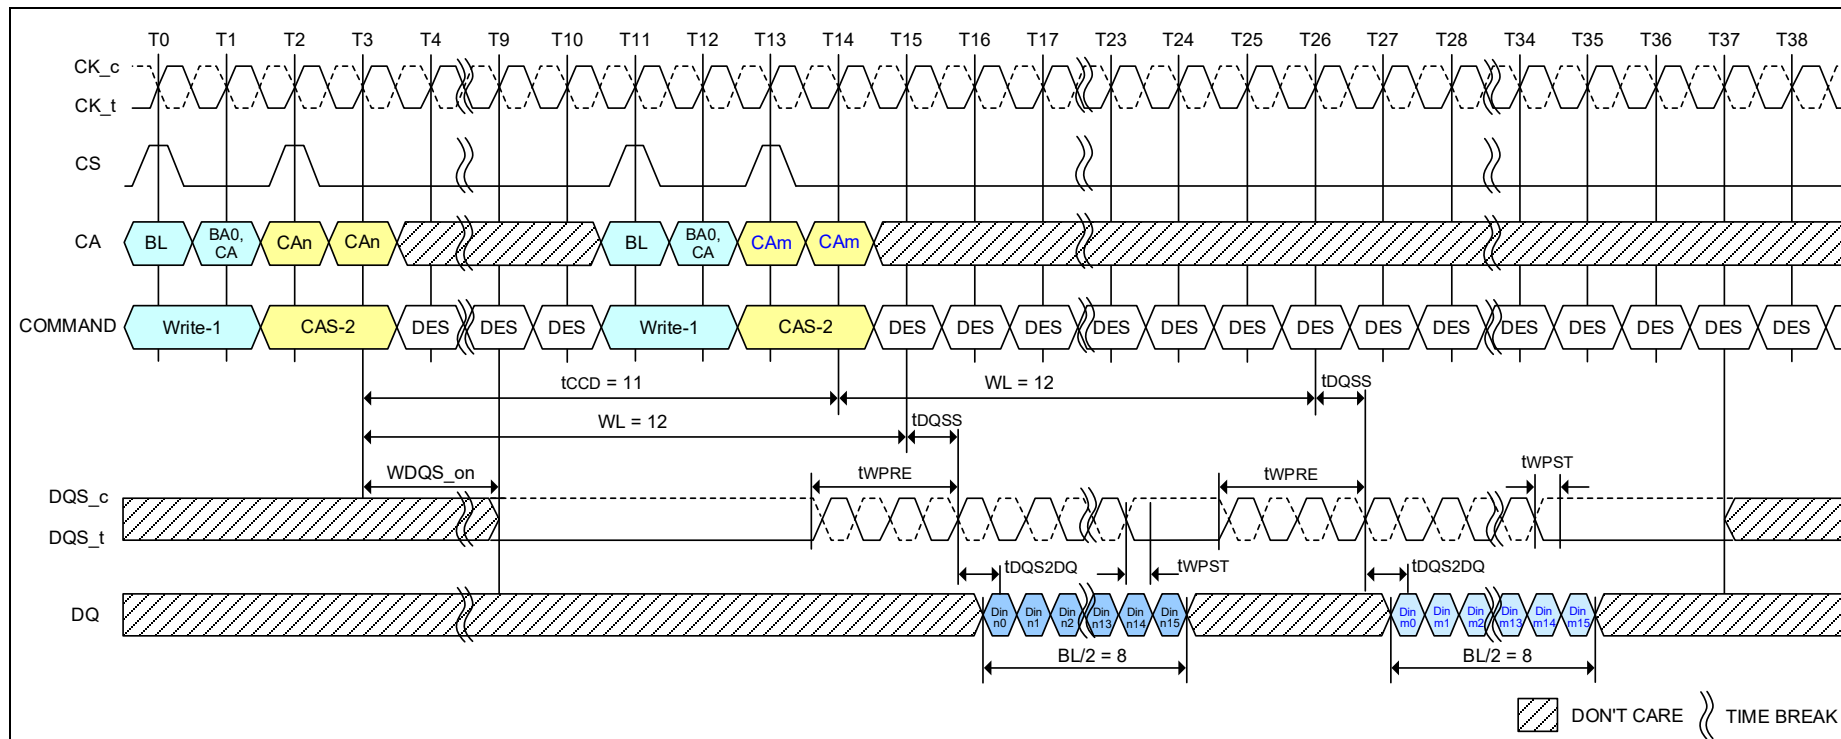 T0 T1 T2 T3 T4 T9 T10 T11 T12 T13 T14 T15 T16 T17 T23 T24 T25 T26 T27 T28 T34 T35 T36 T37 T38
CK_c
CK_t
CS
CA BL BA0, CA CAn CAn BL BA0, CA CAm CAm
COMMAND Write-1 CAS-2 DES DES DES Write-1 CAS-2 DES DES DES DES DES DES DES DES DES DES DES DES DES DES
tCCD = 11 WL = 12 tDQSS
WL = 12 tDQSS
WDQS_on tWPRE tWPRE tWPST
DQS_c
DQS_t
tDQS2DQ tWPST tDQS2DQ
DQ Din n0 Din n1 Din n2 Din n13 Din n14 Din n15 Din m0 Din m1 Din m2 Din m13 Din m14 Din m15
BL/2 = 8 BL/2 = 8
DON'T CARE TIME BREAK